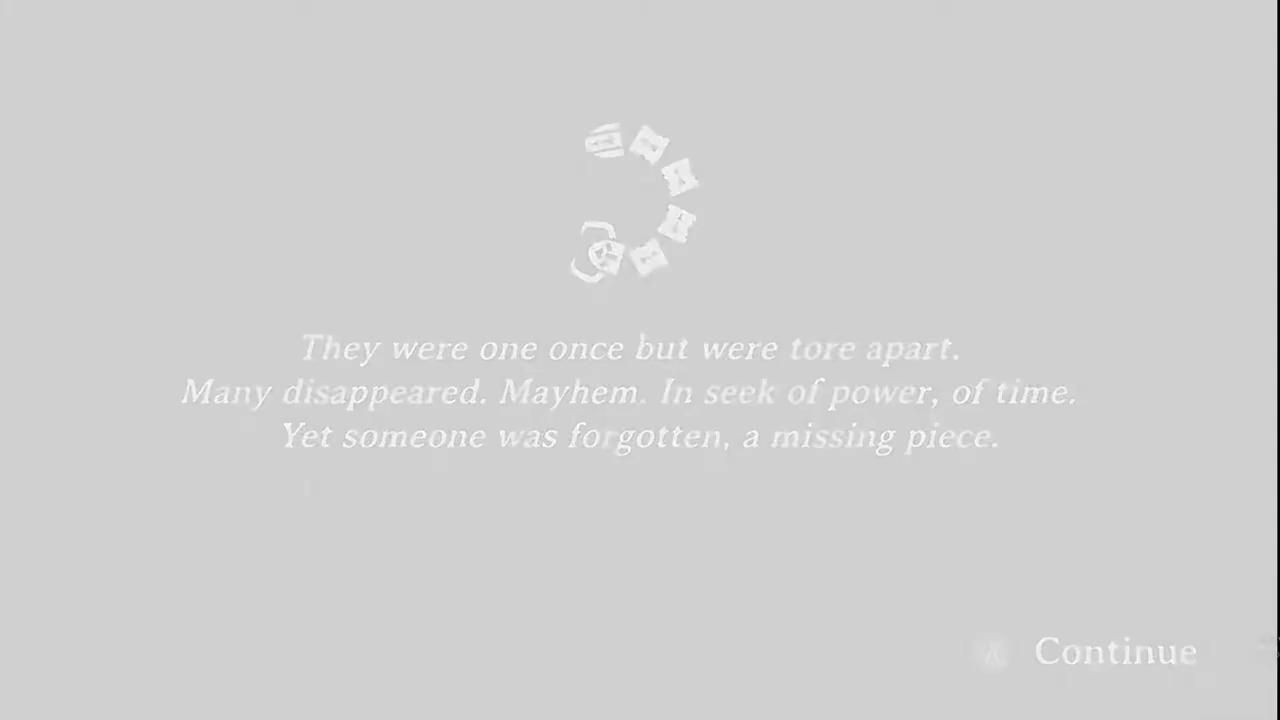 They were one once but were tore apart.
Many disappeared. Mayhem. In seek of power, of time.
Yet someone was forgotten, a missing piece.
Continue